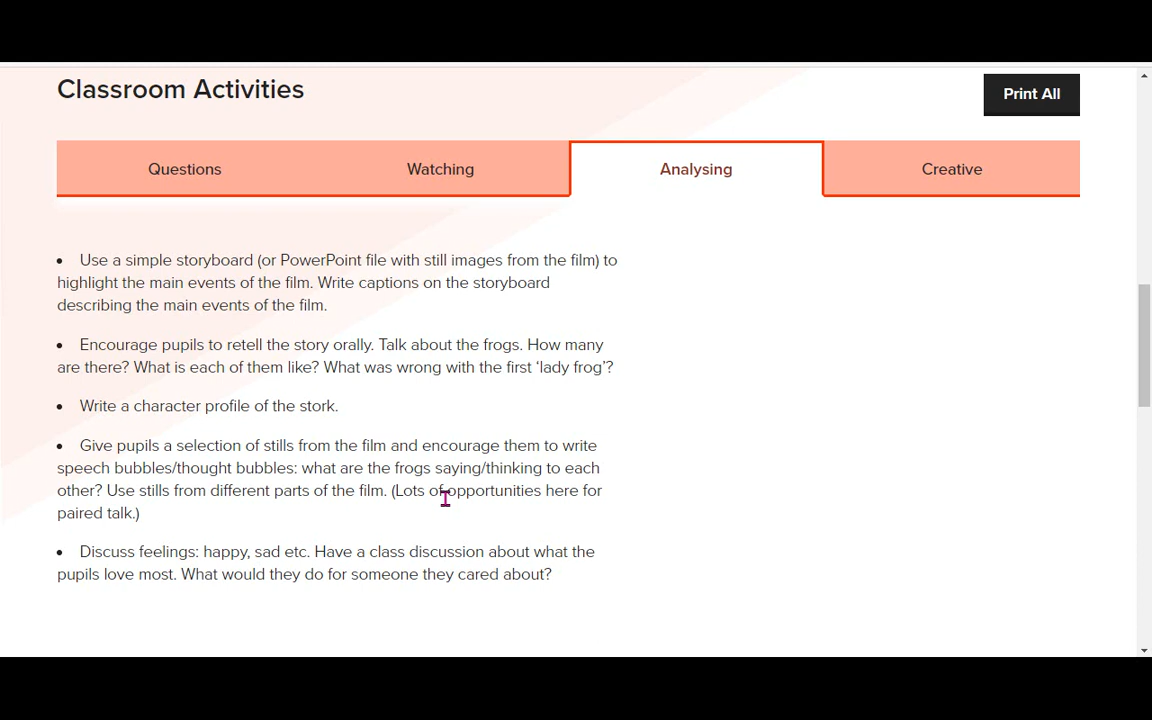 Classroom Activities
Print All
Questions
Watching
Analysing
Creative
• Use a simple storyboard (or PowerPoint file with still images from the film) to
highlight the main events of the film. Write captions on the storyboard
describing the main events of the film.
• Encourage pupils to retell the story orally. Talk about the frogs. How many
are there? What is each of them like? What was wrong with the first ‘lady frog’?
• Write a character profile of the stork.
• Give pupils a selection of stills from the film and encourage them to write
speech bubbles/thought bubbles: what are the frogs saying/thinking to each
other? Use stills from different parts of the film. (Lots of opportunities here for
paired talk.)
• Discuss feelings: happy, sad etc. Have a class discussion about what the
pupils love most. What would they do for someone they cared about?